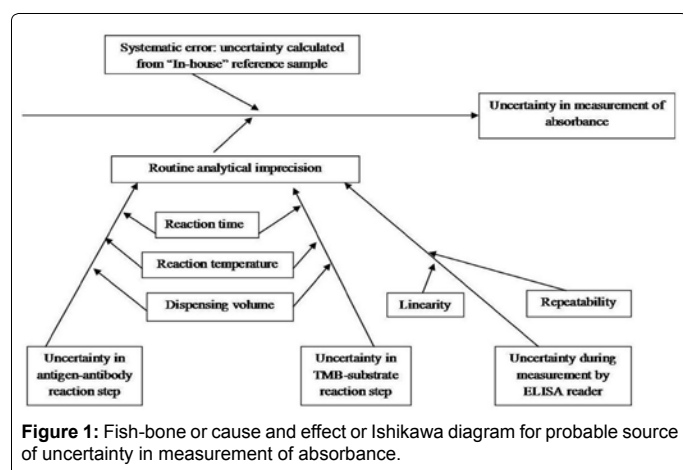 Systematic error: uncertainty calculated
from “In-house” reference sample
Uncertainty in measurement of
absorbance
Routine analytical imprecision
Reaction time
Reaction temperature
Dispensing volume
Linearity
Repeatability
Uncertainty in
antigen-antibody
reaction step
Uncertainty in
TMB-substrate
reaction step
Uncertainty during
measurement by
ELISA reader
Figure 1: Fish-bone or cause and effect or Ishikawa diagram for probable source
of uncertainty in measurement of absorbance.